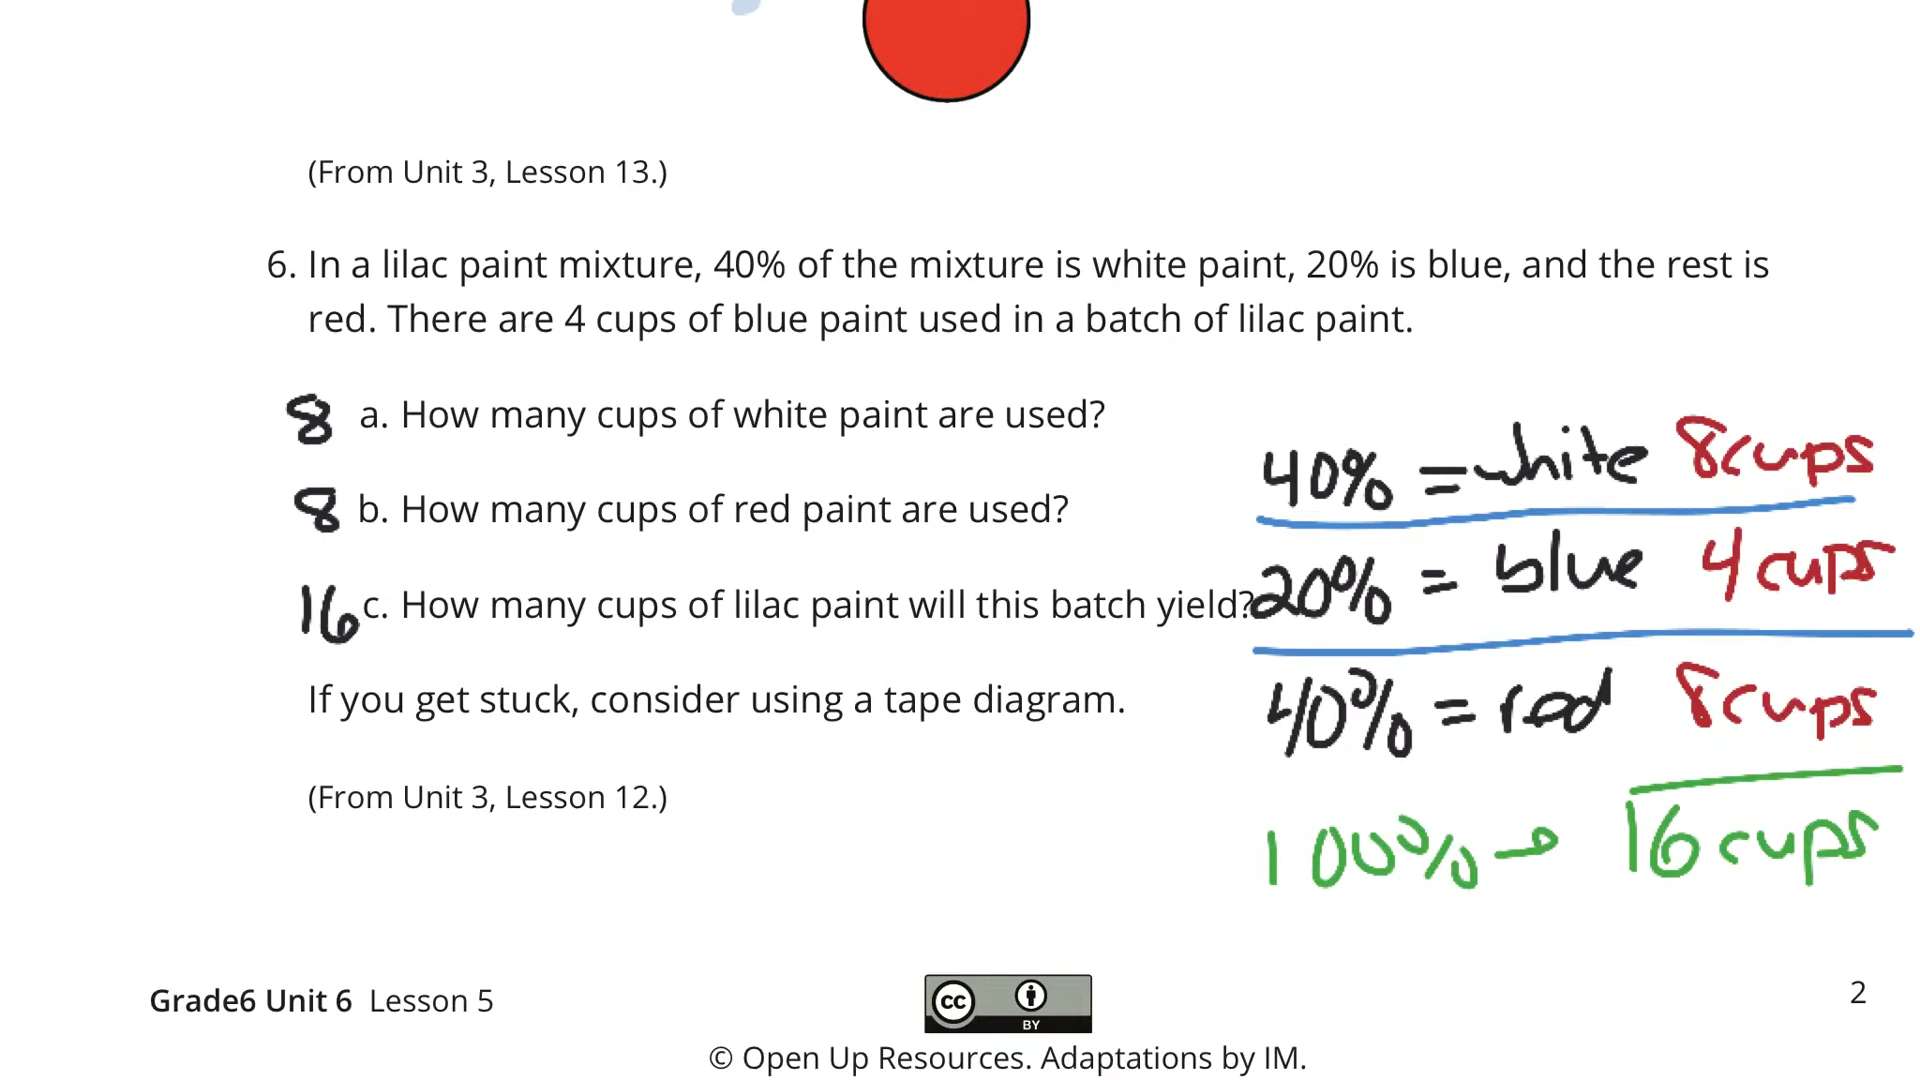 (From Unit 3, Lesson 13.)
6. In a lilac paint mixture, 40% of the mixture is white paint, 20% is blue, and the rest is
red. There are 4 cups of blue paint used in a batch of lilac paint.
8 a. How many cups of white paint are used?
8 b. How many cups of red paint are used?
16 c. How many cups of lilac paint will this batch yield?
If you get stuck, consider using a tape diagram.
(From Unit 3, Lesson 12.)
40% = white 8 cups
20% = blue 4 cups
40% = red 8 cups
100% → 16 cups
Grade6 Unit 6 Lesson 5
cc
BY
2
© Open Up Resources. Adaptations by IM.